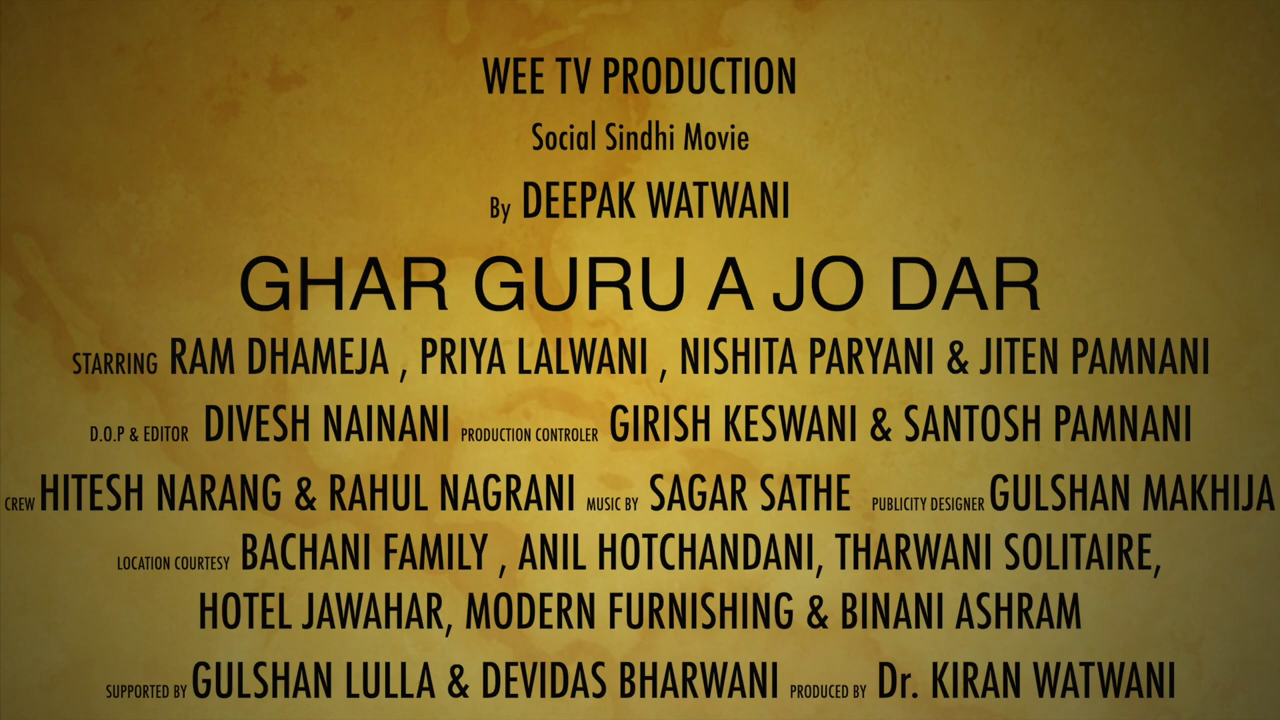 WEE TV PRODUCTION
Social Sindhi Movie
By DEEPAK WATWANI
GHAR GURU A JO DAR
STARRING RAM DHAMEJA , PRIYA LALWANI , NISHITA PARYANI & JITEN PAMNANI
D.O.P & EDITOR DIVESH NAINANI PRODUCTION CONTROLER GIRISH KESWANI & SANTOSH PAMNANI
CREW HITESH NARANG & RAHUL NAGRANI MUSIC BY SAGAR SATHE PUBLICITY DESIGNER GULSHAN MAKHIJA
LOCATION COURTESY BACHANI FAMILY , ANIL HOTCHANDANI, THARWANI SOLITAIRE,
HOTEL JAWAHAR, MODERN FURNISHING & BINANI ASHRAM
SUPPORTED BY GULSHAN LULLA & DEVIDAS BHARWANI PRODUCED BY Dr. KIRAN WATWANI